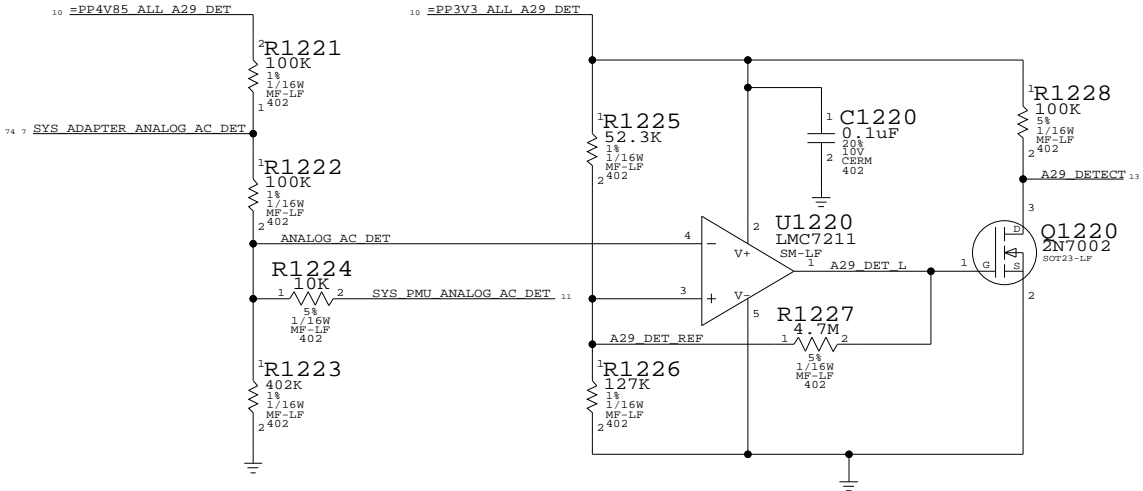 10 =PP4V85_ALL_A29_DET
10 =PP3V3_ALL_A29_DET
2
R1221
100K
1%
1/16W
MF-LF
402
1
74 7 SYS_ADAPTER_ANALOG_AC_DET
1
R1222
100K
1%
1/16W
MF-LF
402
2
ANALOG_AC_DET
R1224
10K
1 2
5%
1/16W
MF-LF
402
SYS_PMU_ANALOG_AC_DET 11
1
R1223
402K
1%
1/16W
MF-LF
402
2
1
R1225
52.3K
1%
1/16W
MF-LF
402
2
1
C1220
0.1uF
20%
10V
CERM
402
2
1
R1228
100K
5%
1/16W
MF-LF
402
2
A29_DETECT 13
4
3
2
5
1
V+
V-
U1220
LMC7211
SM-LF
A29_DET_L
1
G
D
S
3
2
Q1220
2N7002
SOT23-LF
A29_DET_REF
R1227
4.7M
1 2
5%
1/16W
MF-LF
402
1
R1226
127K
1%
1/16W
MF-LF
402
2